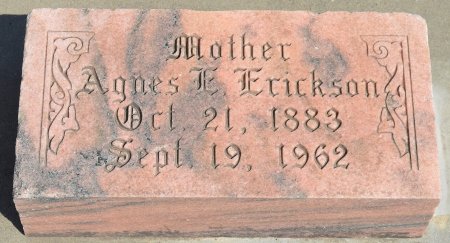 Mother
Agnes E Erickson
Oct. 21, 1883
Sept. 19, 1962